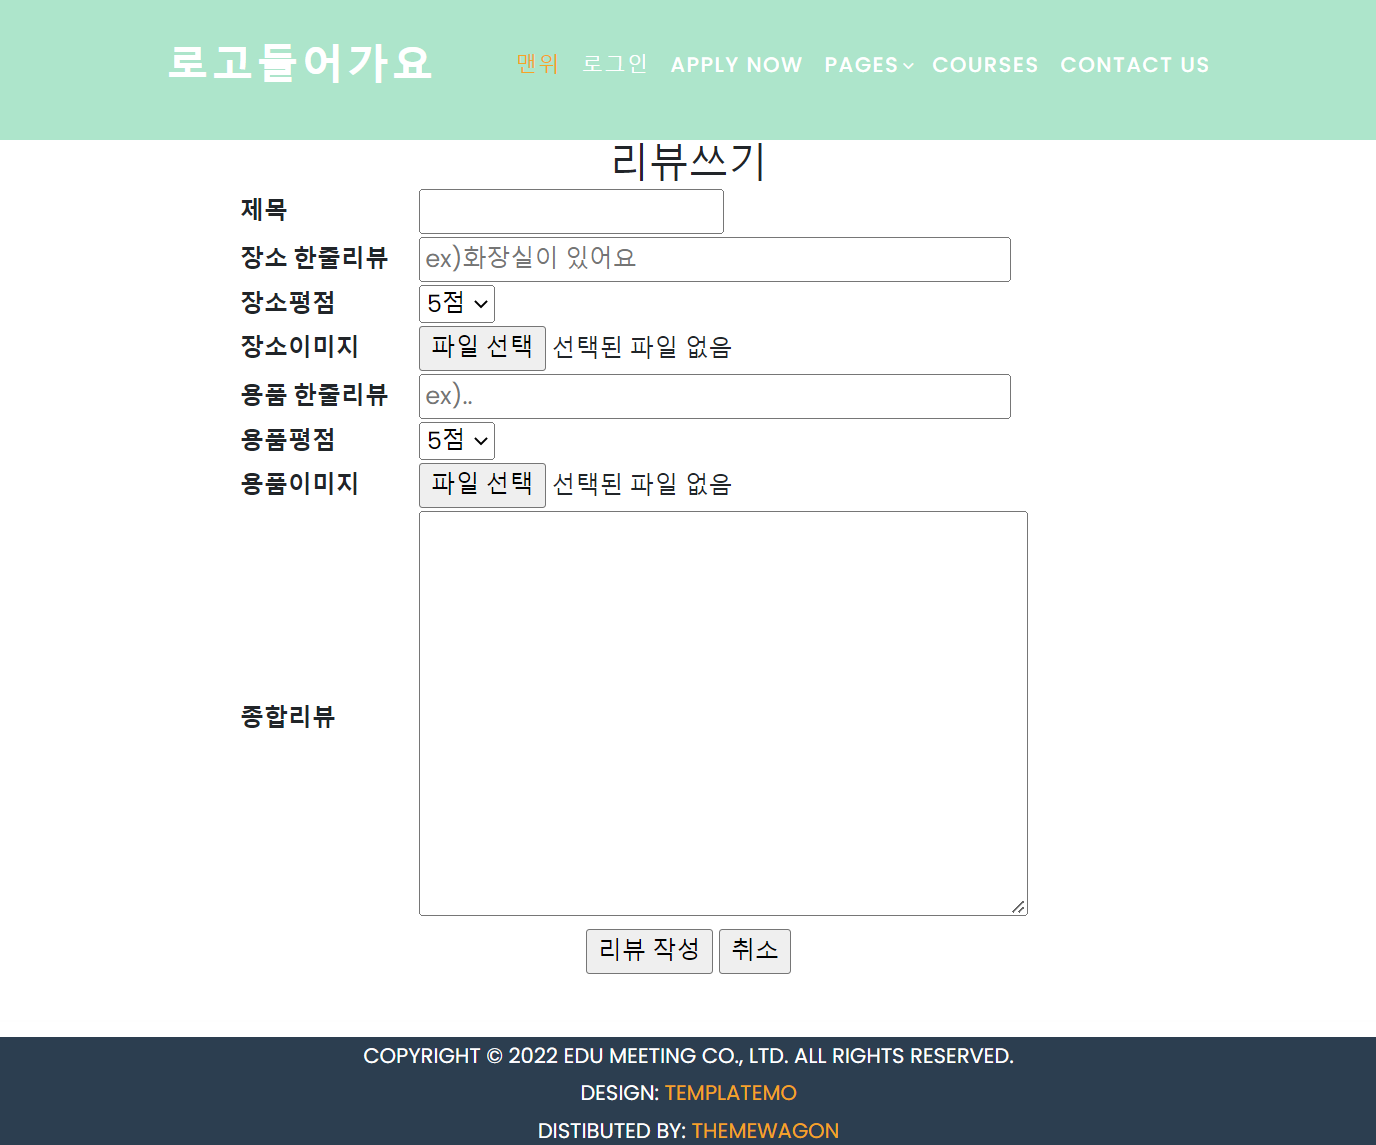 로고들어가요
맨위 로그인 APPLY NOW PAGES COURSES CONTACT US
리뷰쓰기
제목
장소 한줄리뷰 ex)화장실이 있어요
장소평점 5점
장소이미지 파일 선택 선택된 파일 없음
용품 한줄리뷰 ex)..
용품평점 5점
용품이미지 파일 선택 선택된 파일 없음
종합리뷰
리뷰 작성 취소
COPYRIGHT © 2022 EDU MEETING CO., LTD. ALL RIGHTS RESERVED.
DESIGN: TEMPLATEMO
DISTIBUTED BY: THEMEWAGON